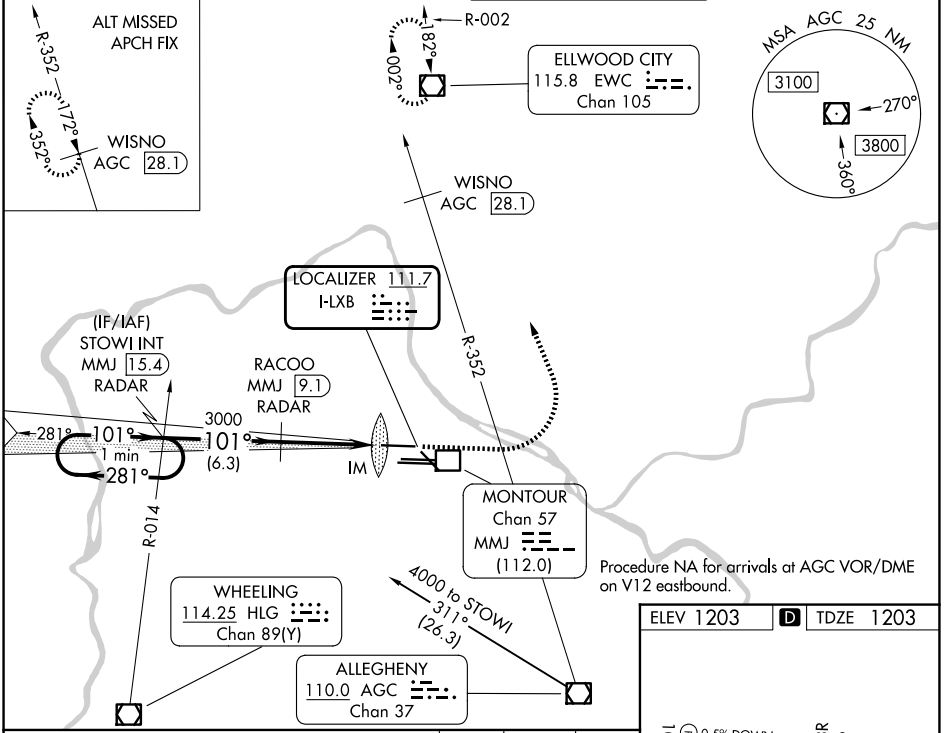 ALT MISSED
APCH FIX
R-352
172°
352°
WISNO
AGC 28.1
R-002
182°
002°
ELLWOOD CITY
115.8 EWC
Chan 105
MSA AGC 25 NM
3100
270°
3800
360°
WISNO
AGC 28.1
LOCALIZER 111.7
I-LXB
R-352
(IF/IAF)
STOWI INT
MMJ 15.4
RADAR
RACOO
MMJ 9.1
RADAR
3000
281°
101°
101°
1 min
(6.3)
281°
IM
R-014
MONTOUR
Chan 57
MMJ
(112.0)
Procedure NA for arrivals at AGC VOR/DME
on V12 eastbound.
WHEELING
114.25 HLG
Chan 89(Y)
4000 to STOWI
311°
(26.3)
ALLEGHENY
110.0 AGC
Chan 37
ELEV 1203 D TDZE 1203